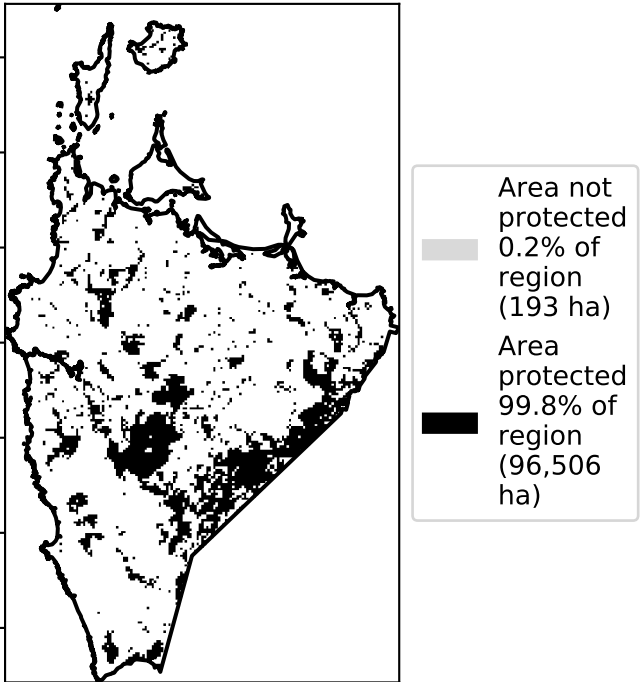 Area not
protected
0.2% of
region
(193 ha)
Area
protected
99.8% of
region
(96,506
ha)